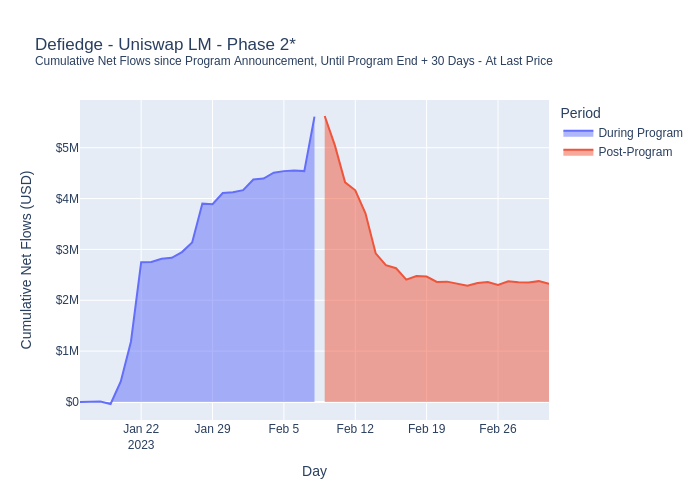 Defiedge - Uniswap LM - Phase 2*
Cumulative Net Flows since Program Announcement, Until Program End + 30 Days - At Last Price
Period
During Program
Post-Program
Cumulative Net Flows (USD)
$5M
$4M
$3M
$2M
$1M
$0
Jan 22
2023
Jan 29
Feb 5
Feb 12
Feb 19
Feb 26
Day